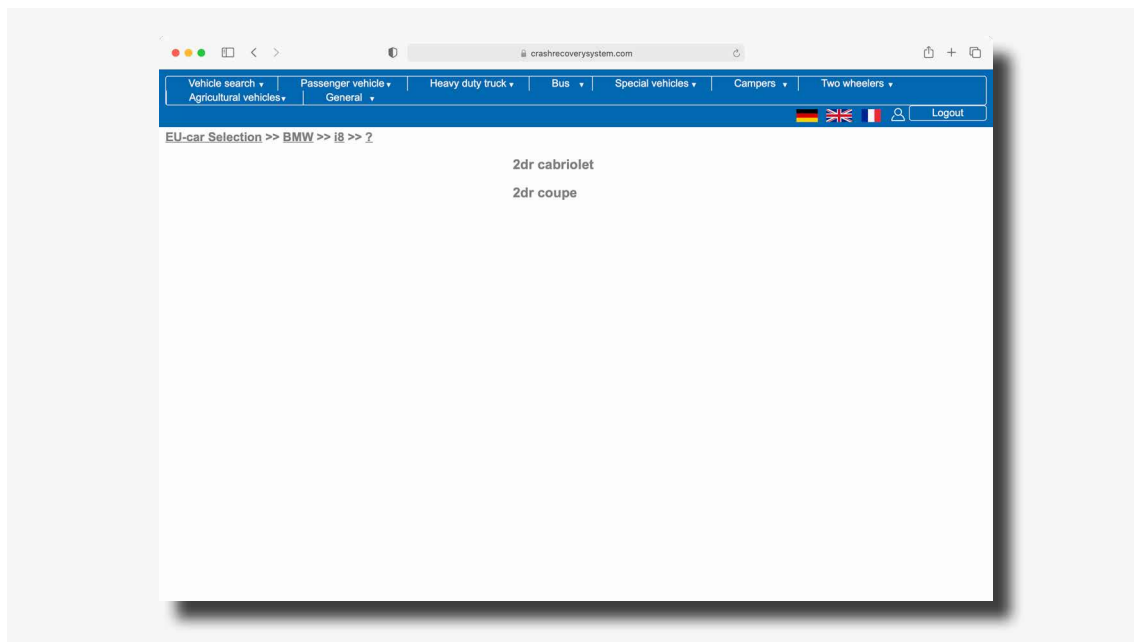 crashrecoverysystem.com
Vehicle search Passenger vehicle Heavy duty truck Bus Special vehicles Campers Two wheelers
Agricultural vehicles General
Logout
EU-car Selection >> BMW >> i8 >> ?
2dr cabriolet
2dr coupe